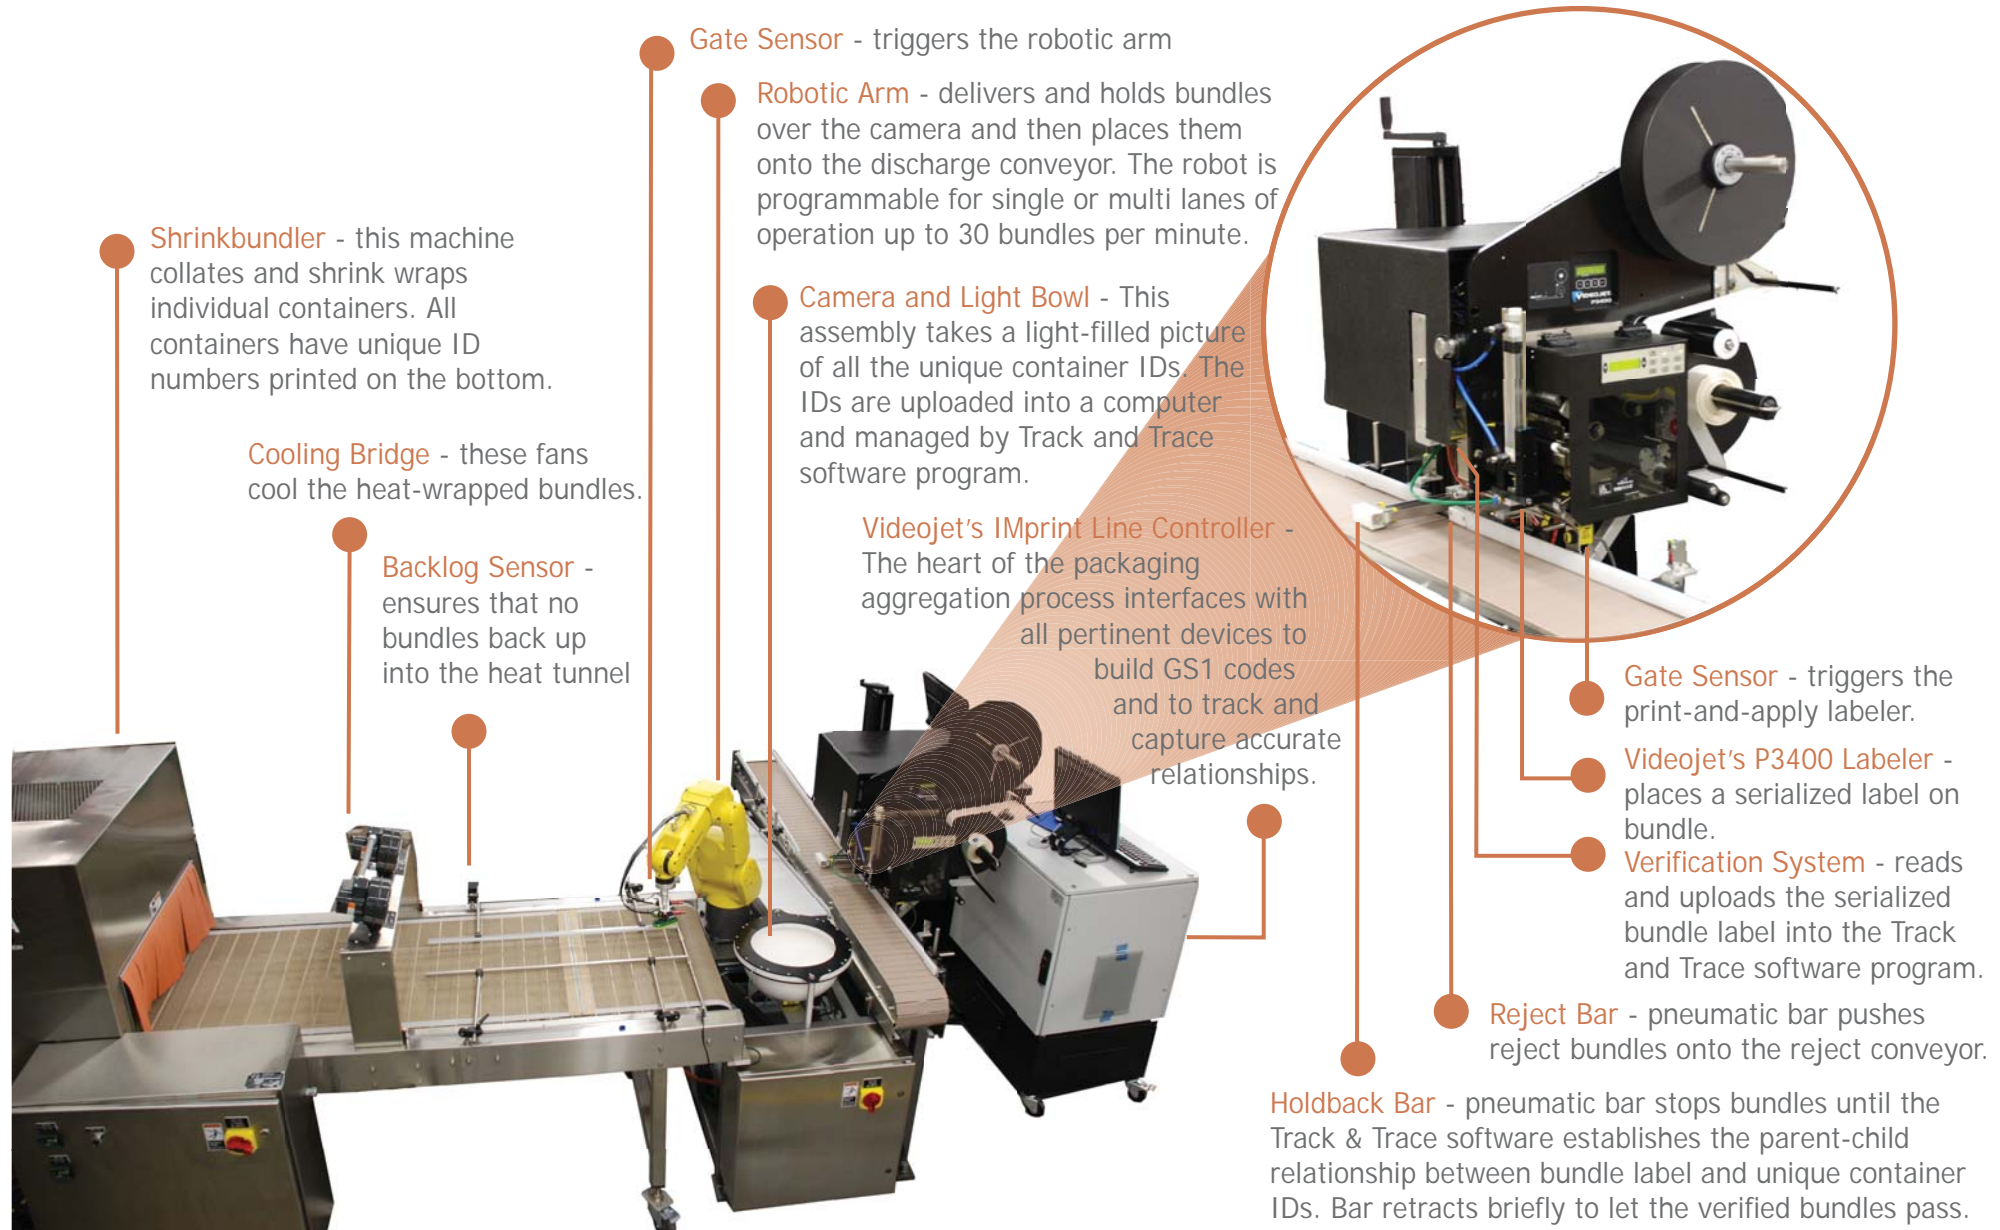 Gate Sensor - triggers the robotic arm
Robotic Arm - delivers and holds bundles
over the camera and then places them
onto the discharge conveyor. The robot is
programmable for single or multi lanes of
operation up to 30 bundles per minute.
Shrinkbundler - this machine
collates and shrink wraps
individual containers. All
containers have unique ID
numbers printed on the bottom.
Camera and Light Bowl - This
assembly takes a light-filled picture
of all the unique container IDs. The
IDs are uploaded into a computer
and managed by Track and Trace
software program.
Cooling Bridge - these fans
cool the heat-wrapped bundles.
Backlog Sensor -
ensures that no
bundles back up
into the heat tunnel
Videojet's IMprint Line Controller -
The heart of the packaging
aggregation process interfaces with
all pertinent devices to
build GS1 codes
and to track and
capture accurate
relationships.
VIDEOJET
P3400
Gate Sensor - triggers the
print-and-apply labeler.
Videojet's P3400 Labeler -
places a serialized label on
bundle.
Verification System - reads
and uploads the serialized
bundle label into the Track
and Trace software program.
Reject Bar - pneumatic bar pushes
reject bundles onto the reject conveyor.
Holdback Bar - pneumatic bar stops bundles until the
Track & Trace software establishes the parent-child
relationship between bundle label and unique container
IDs. Bar retracts briefly to let the verified bundles pass.